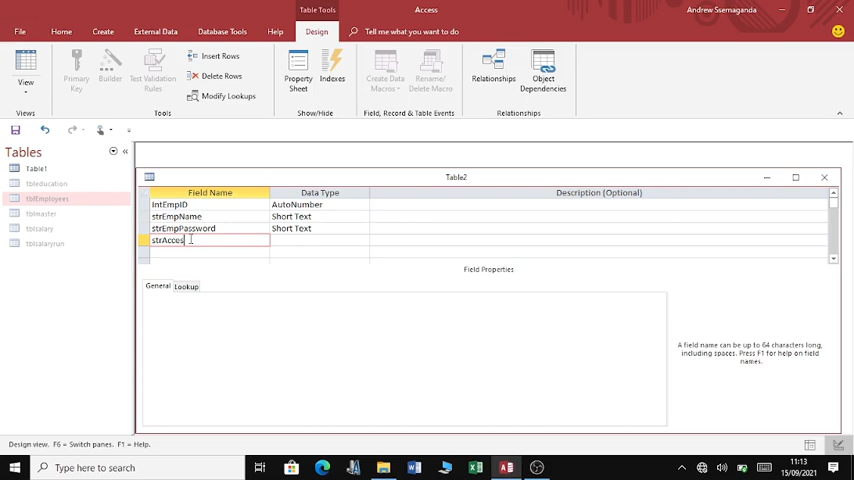 Table Tools
Access
Andrew Ssemaganda
File
Home
Create
External Data
Database Tools
Help
Design
Tell me what you want to do
View
Primary Key
Builder
Test Validation Rules
Insert Rows
Delete Rows
Modify Lookups
Property Sheet
Indexes
Create Data Macros
Rename/ Delete Macro
Relationships
Object Dependencies
Views
Tools
Show/Hide
Field, Record & Table Events
Relationships
Tables
Table1
tbleducation
tblEmployees
tblmaster
tblsalary
tblsalaryrun
Table2
Field Name
Data Type
Description (Optional)
IntEmpID
AutoNumber
strEmpName
Short Text
strEmpPassword
Short Text
strAcces
Field Properties
General
Lookup
A field name can be up to 64 characters long,
including spaces. Press F1 for help on field
names.
Design view. F6 = Switch panes. F1 = Help.
Type here to search
11:13
15/09/2021